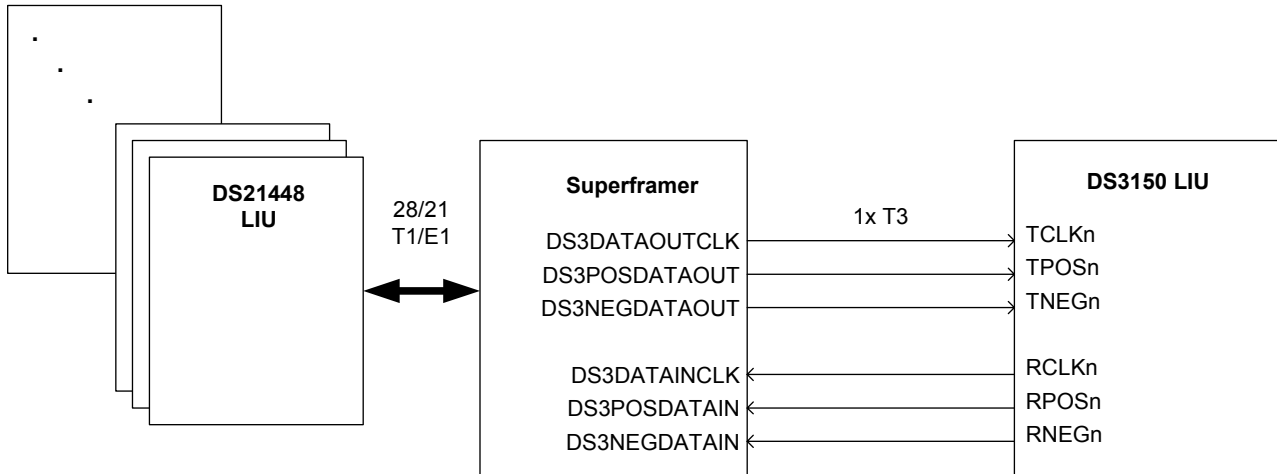 DS21448
LIU
28/21
T1/E1
Superframer
DS3DATAOUTCLK
DS3POSDATAOUT
DS3NEGDATAOUT
DS3DATAINCLK
DS3POSDATAIN
DS3NEGDATAIN
1x T3
DS3150 LIU
TCLKn
TPOSn
TNEGn
RCLKn
RPOSn
RNEGn